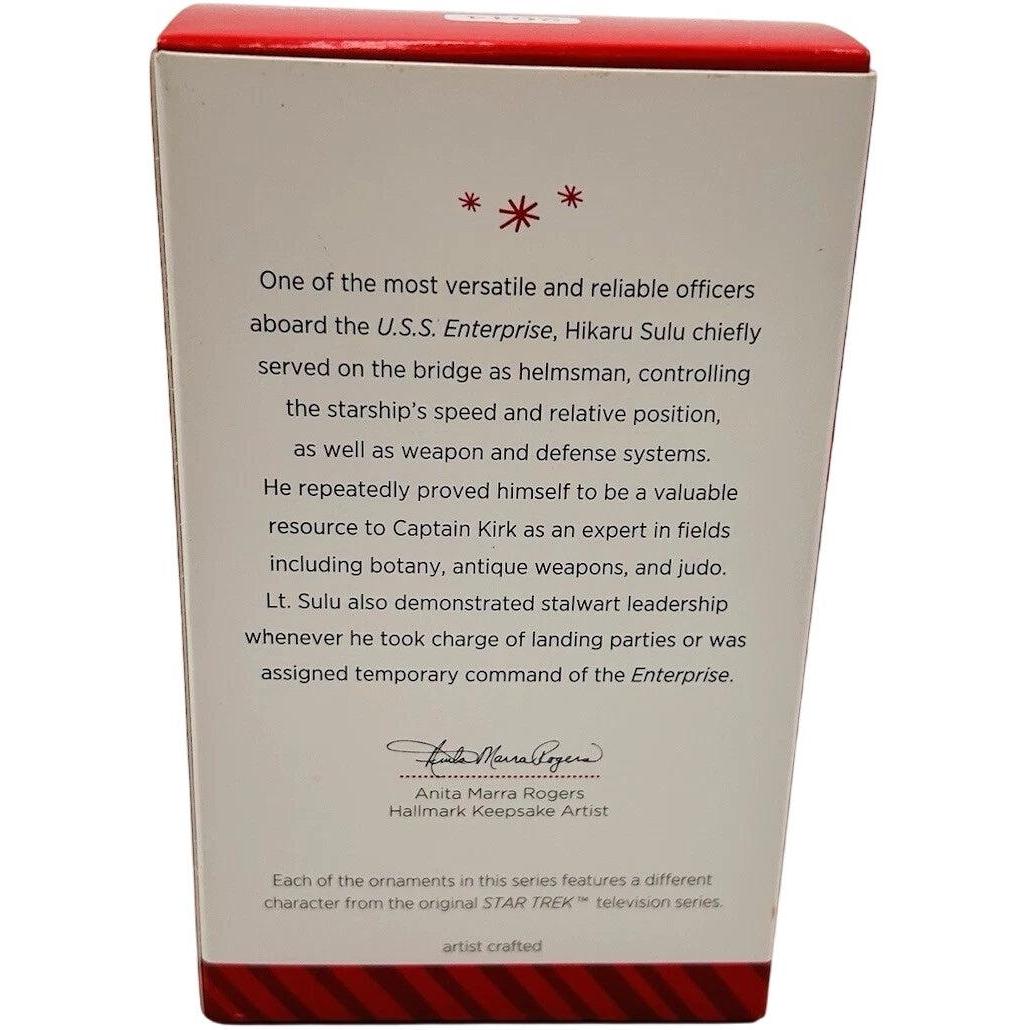 One of the most versatile and reliable officers
aboard the U.S.S. Enterprise, Hikaru Sulu chiefly
served on the bridge as helmsman, controlling
the starship's speed and relative position,
as well as weapon and defense systems.
He repeatedly proved himself to be a valuable
resource to Captain Kirk as an expert in fields
including botany, antique weapons, and judo.
Lt. Sulu also demonstrated stalwart leadership
whenever he took charge of landing parties or was
assigned temporary command of the Enterprise.
Anita Marra Rogers
Anita Marra Rogers
Hallmark Keepsake Artist
Each of the ornaments in this series features a different
character from the original STAR TREK™ television series.
artist crafted